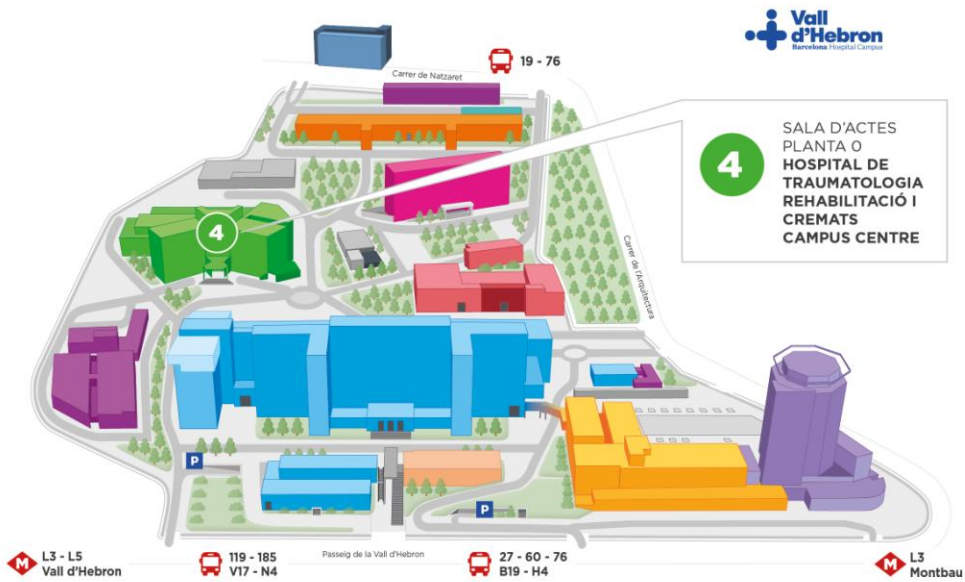 Vall
d'Hebron
Barcelona Hospital Campus
19 - 76
Carrer de Natzaret
4
SALA D'ACTES
PLANTA 0
HOSPITAL DE
TRAUMATOLOGIA
REHABILITACIÓ I
CREMATS
CAMPUS CENTRE
4
Carrer de l'Arquitectura
P
P
M
L3 - L5
Vall d'Hebron
119 - 185
V17 - N4
Passeig de la Vall d'Hebron
27 - 60 - 76
B19 - H4
M
L3
Montbau